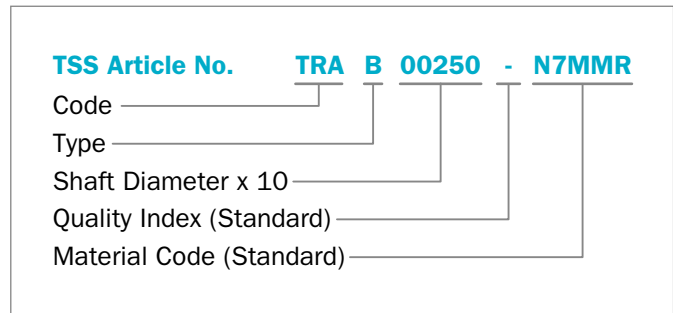 TSS Article No. TRA B 00250 - N7MMR
Code
Type
Shaft Diameter x 10
Quality Index (Standard)
Material Code (Standard)